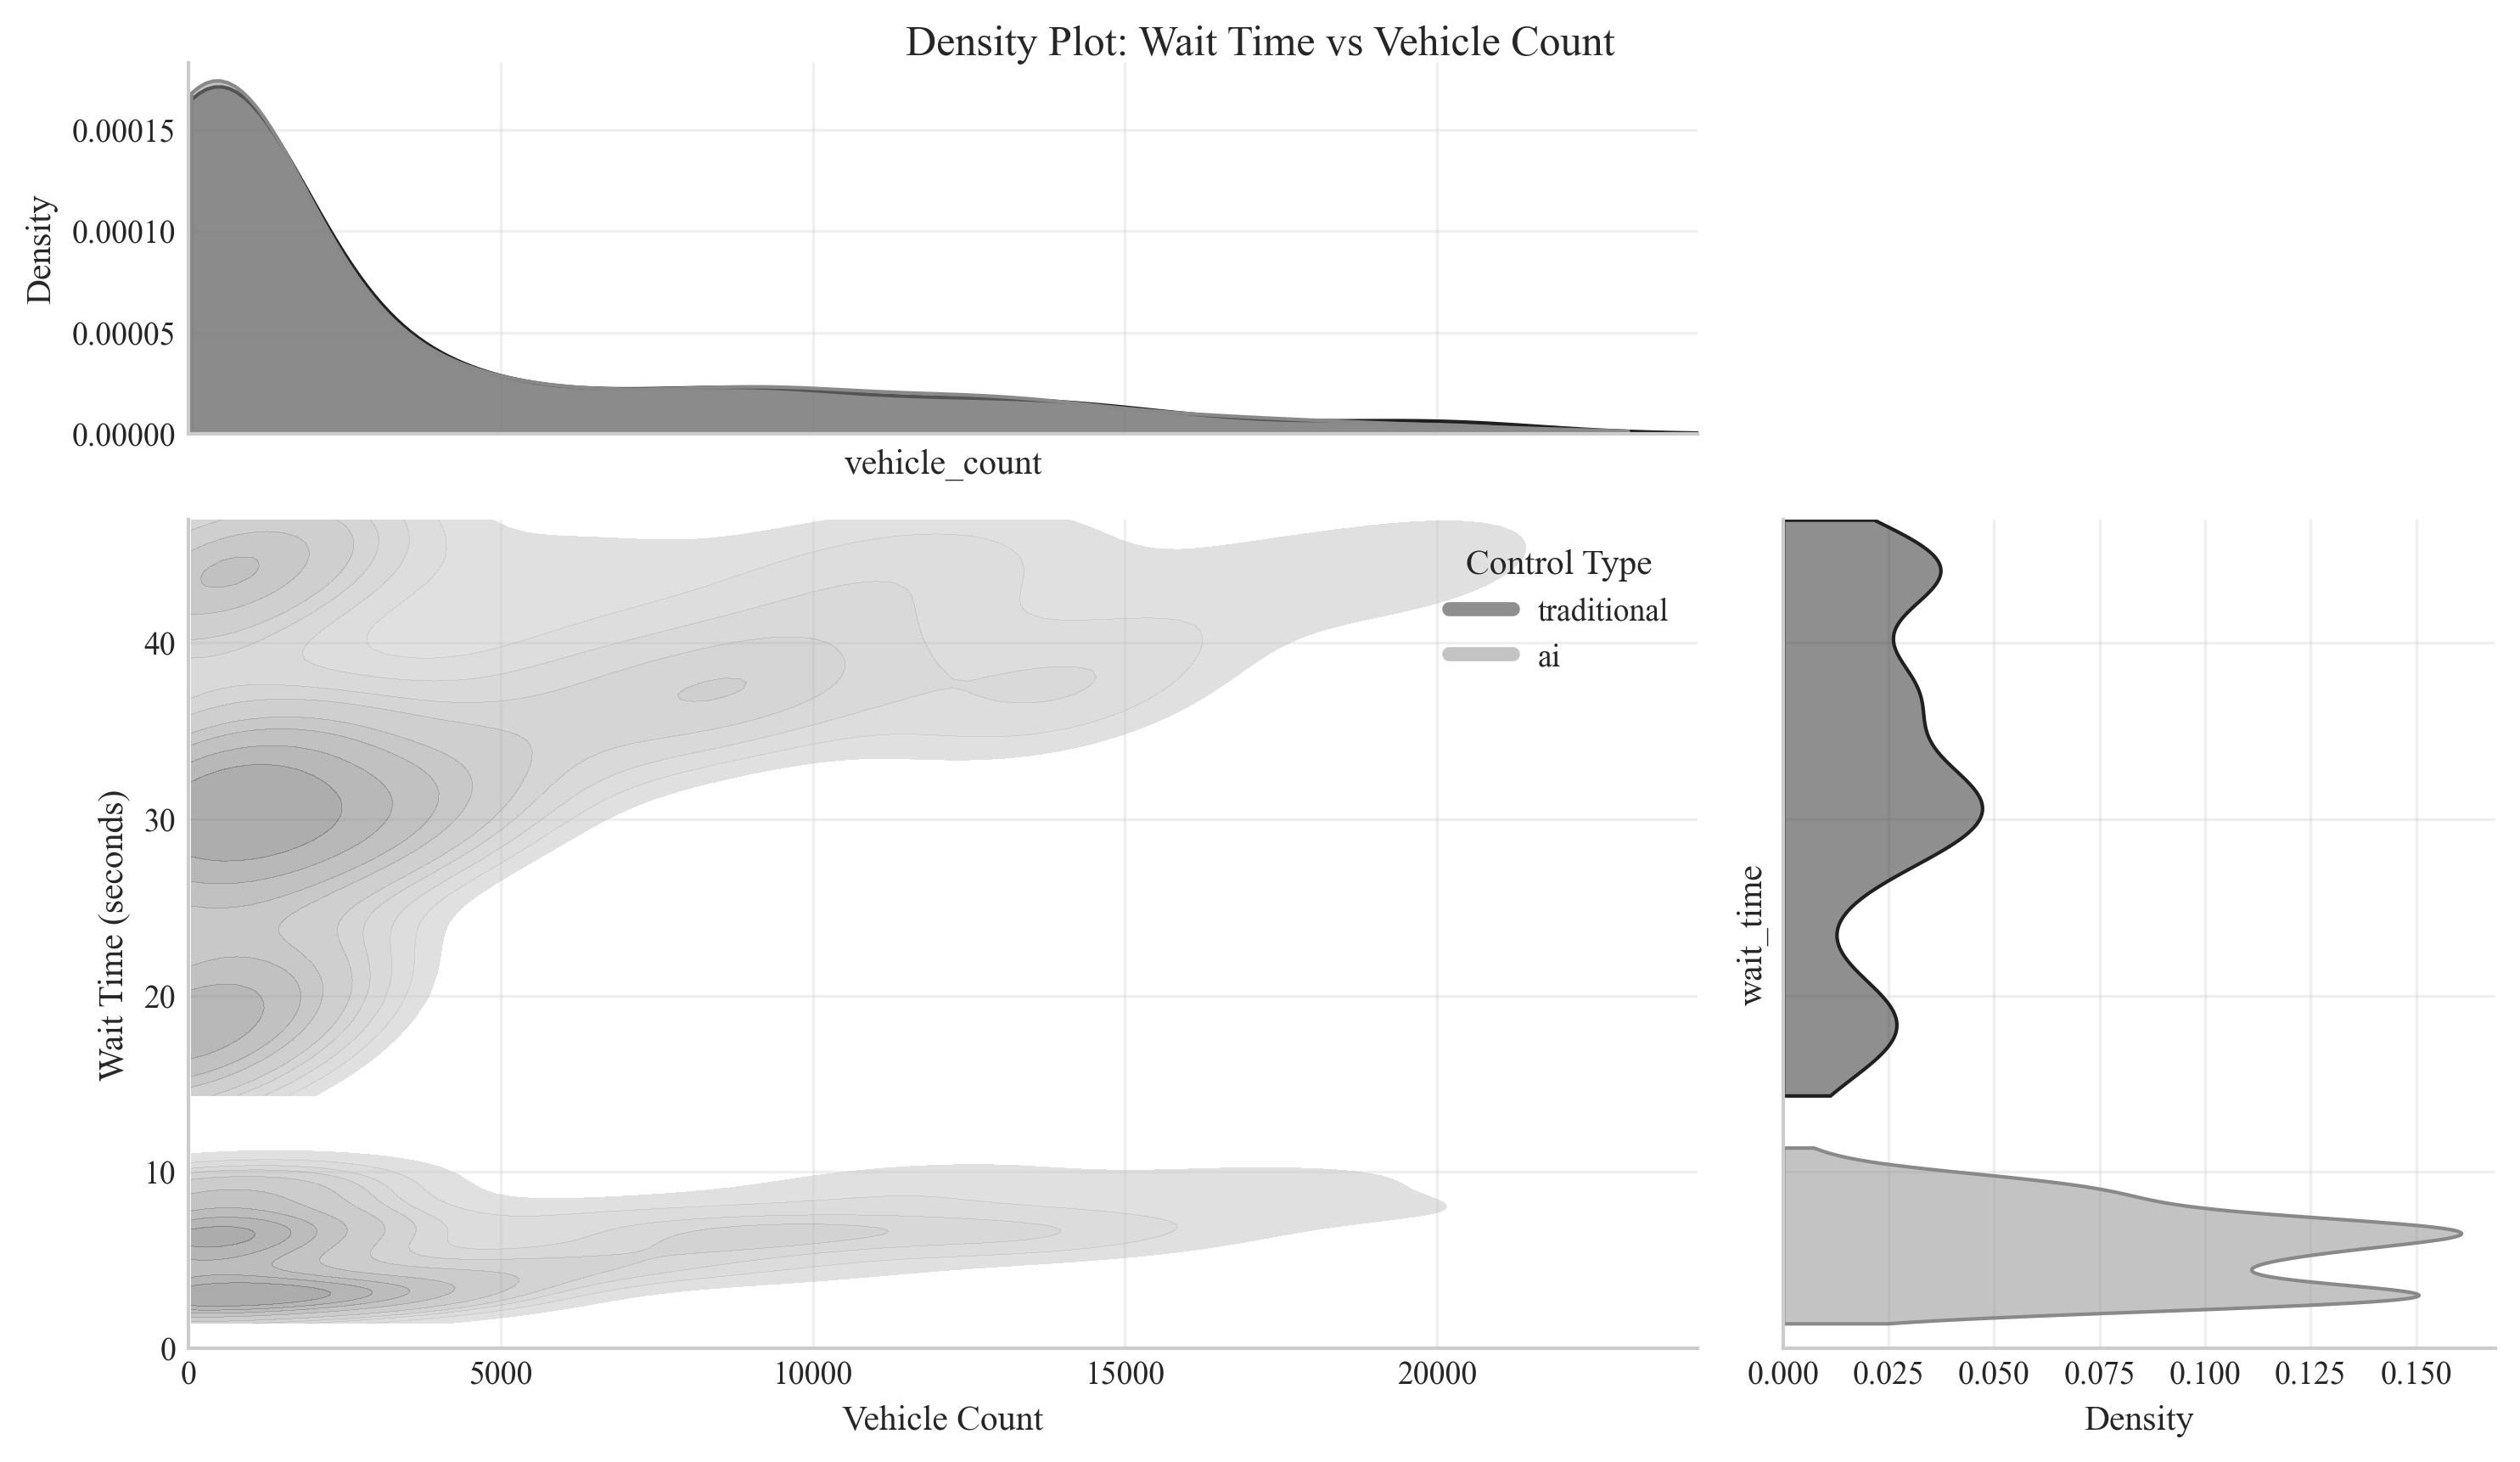 Density Plot: Wait Time vs Vehicle Count
Density
0.00015
0.00010
0.00005
0.00000
vehicle_count
Wait Time (seconds)
40
30
20
10
0
Control Type
traditional
ai
0 5000 10000 15000 20000
Vehicle Count
wait_time
0.000 0.025 0.050 0.075 0.100 0.125 0.150
Density